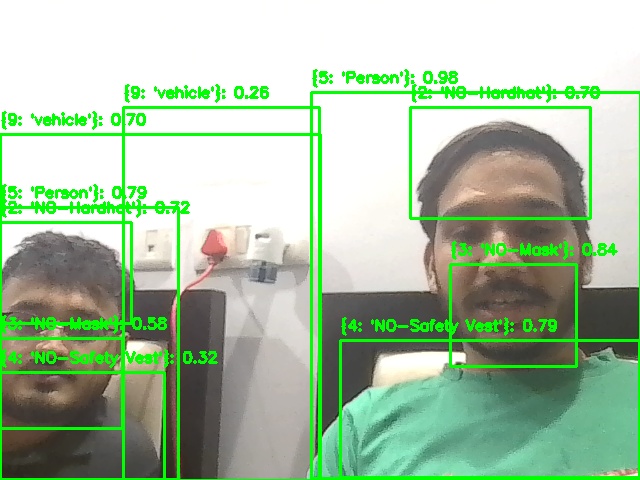 {5: 'Person'}: 0.98
{9: 'vehicle'}: 0.26
{2: 'NO-Hardhat'}: 0.70
{9: 'vehicle'}: 0.70
{5: 'Person'}: 0.79
{2: 'NO-Hardhat'}: 0.72
{3: 'NO-Mask'}: 0.84
{3: 'NO-Mask'}: 0.58
{4: 'NO-Safety Vest'}: 0.79
{4: 'NO-Safety Vest'}: 0.32